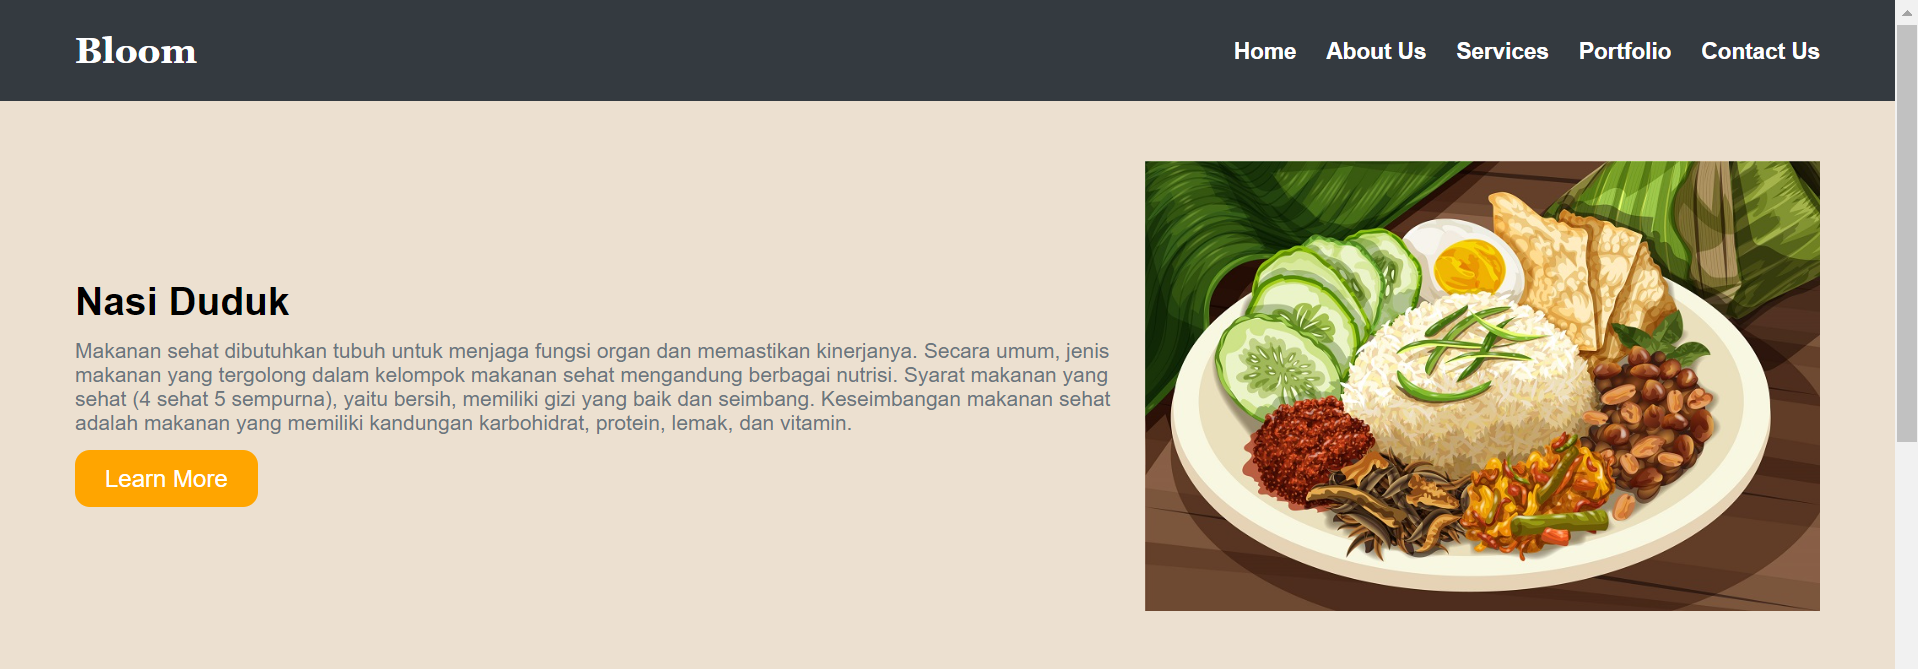 Bloom
Home About Us Services Portfolio Contact Us
Nasi Duduk
Makanan sehat dibutuhkan tubuh untuk menjaga fungsi organ dan memastikan kinerjanya. Secara umum, jenis
makanan yang tergolong dalam kelompok makanan sehat mengandung berbagai nutrisi. Syarat makanan yang
sehat (4 sehat 5 sempurna), yaitu bersih, memiliki gizi yang baik dan seimbang. Keseimbangan makanan sehat
adalah makanan yang memiliki kandungan karbohidrat, protein, lemak, dan vitamin.
Learn More